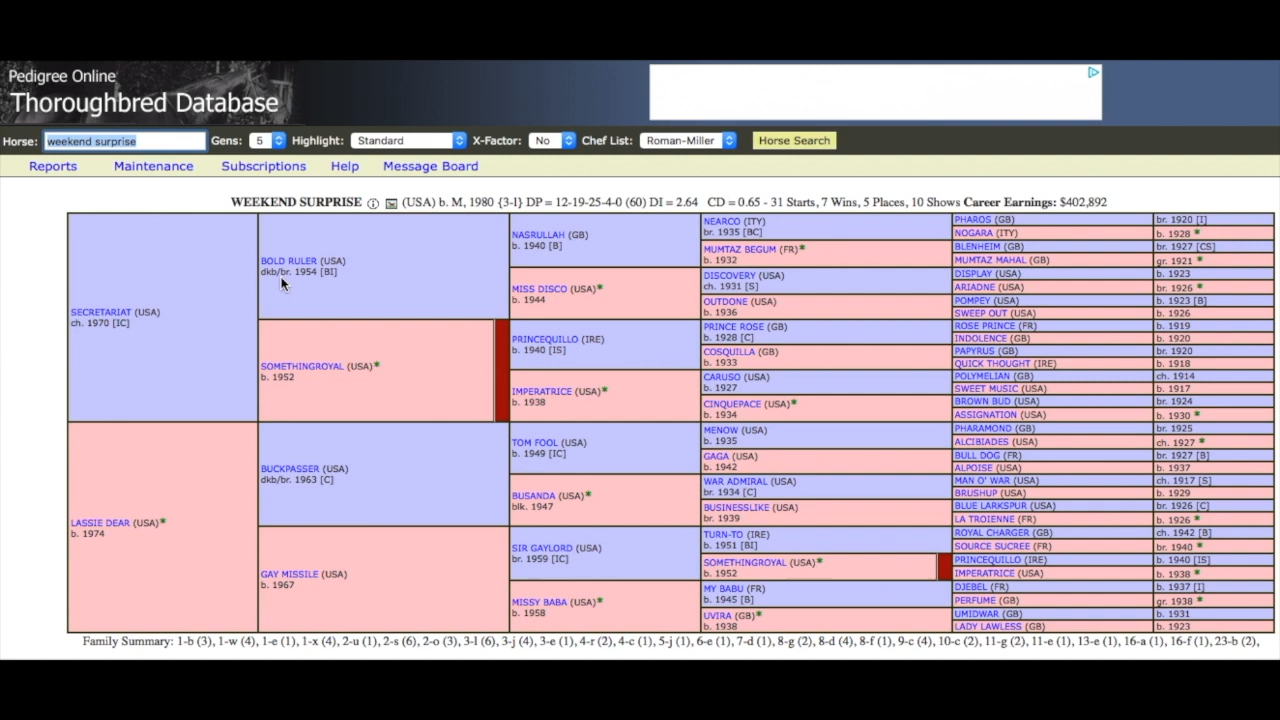 Pedigree Online
Thoroughbred Database
Horse: weekend surprise Gens: 5 Highlight: Standard X-Factor: No Chef List: Roman-Miller Horse Search
Reports Maintenance Subscriptions Help Message Board
WEEKEND SURPRISE (USA) b. M, 1980 {3-l} DP = 12-19-25-4-0 (60) DI = 2.64 CD = 0.65 - 31 Starts, 7 Wins, 5 Places, 10 Shows Career Earnings: $402,892
SECRETARIAT (USA)
ch. 1970 [IC]
LASSIE DEAR (USA)*
b. 1974
BOLD RULER (USA)
dkb/br. 1954 [BI]
SOMETHINGROYAL (USA)*
b. 1952
BUCKPASSER (USA)
dkb/br. 1963 [C]
GAY MISSILE (USA)
b. 1967
NASRULLAH (GB)
b. 1940 [B]
MISS DISCO (USA)*
b. 1944
PRINCEQUILLO (IRE)
b. 1940 [IS]
IMPERATRICE (USA)*
b. 1938
TOM FOOL (USA)
b. 1949 [IC]
BUSANDA (USA)*
blk. 1947
SIR GAYLORD (USA)
br. 1959 [IC]
MISSY BABA (USA)*
b. 1958
NEARCO (ITY)
br. 1935 [BC]
MUMTAZ BEGUM (FR)*
b. 1932
DISCOVERY (USA)
ch. 1931 [S]
OUTDONE (USA)
b. 1936
PRINCE ROSE (GB)
b. 1928 [C]
COSQUILLA (GB)
b. 1933
CARUSO (USA)
b. 1927
CINQUEPACE (USA)*
b. 1934
MENOW (USA)
b. 1935
GAGA (USA)
b. 1942
WAR ADMIRAL (USA)
br. 1934 [C]
BUSINESSLIKE (USA)
br. 1939
TURN-TO (IRE)
b. 1951 [BI]
SOMETHINGROYAL (USA)*
b. 1952
MY BABU (FR)
b. 1945 [B]
UVIRA (GB)*
b. 1938
PHAROS (GB) br. 1920 [I]
NOGARA (ITY) b. 1928 *
BLENHEIM (GB) br. 1927 [CS]
MUMTAZ MAHAL (GB) gr. 1921 *
DISPLAY (USA) b. 1923
ARIADNE (USA) br. 1926 *
POMPEY (USA) b. 1923 [B]
SWEEP OUT (USA) b. 1926
ROSE PRINCE (FR) b. 1919
INDOLENCE (GB) b. 1920
PAPYRUS (GB) br. 1920
QUICK THOUGHT (IRE) b. 1918
POLYMELIAN (GB) ch. 1914
SWEET MUSIC (USA) b. 1917
BROWN BUD (USA) br. 1924
ASSIGNATION (USA) b. 1930 *
PHARAMOND (GB) br. 1925
ALCIBIADES (USA) ch. 1927 *
BULL DOG (FR) br. 1927 [B]
ALPOISE (USA) b. 1937
MAN O' WAR (USA) ch. 1917 [S]
BRUSHUP (USA) b. 1929
BLUE LARKSPUR (USA) br. 1926 [C]
LA TROIENNE (FR) b. 1926 *
ROYAL CHARGER (GB) ch. 1942 [B]
SOURCE SUCREE (FR) br. 1940 *
PRINCEQUILLO (IRE) b. 1940 [IS]
IMPERATRICE (USA) b. 1938 *
DJEBEL (FR) b. 1937 [I]
PERFUME (GB) gr. 1938 *
UMIDWAR (GB) b. 1931
LADY LAWLESS (GB) b. 1923
Family Summary: 1-b (3), 1-w (4), 1-e (1), 1-x (4), 2-u (1), 2-s (6), 2-o (3), 3-l (6), 3-j (4), 3-e (1), 4-r (2), 4-c (1), 5-j (1), 6-e (1), 7-d (1), 8-g (2), 8-d (4), 8-f (1), 9-c (4), 10-c (2), 11-g (2), 11-e (1), 13-e (1), 16-a (1), 16-f (1), 23-b (2),